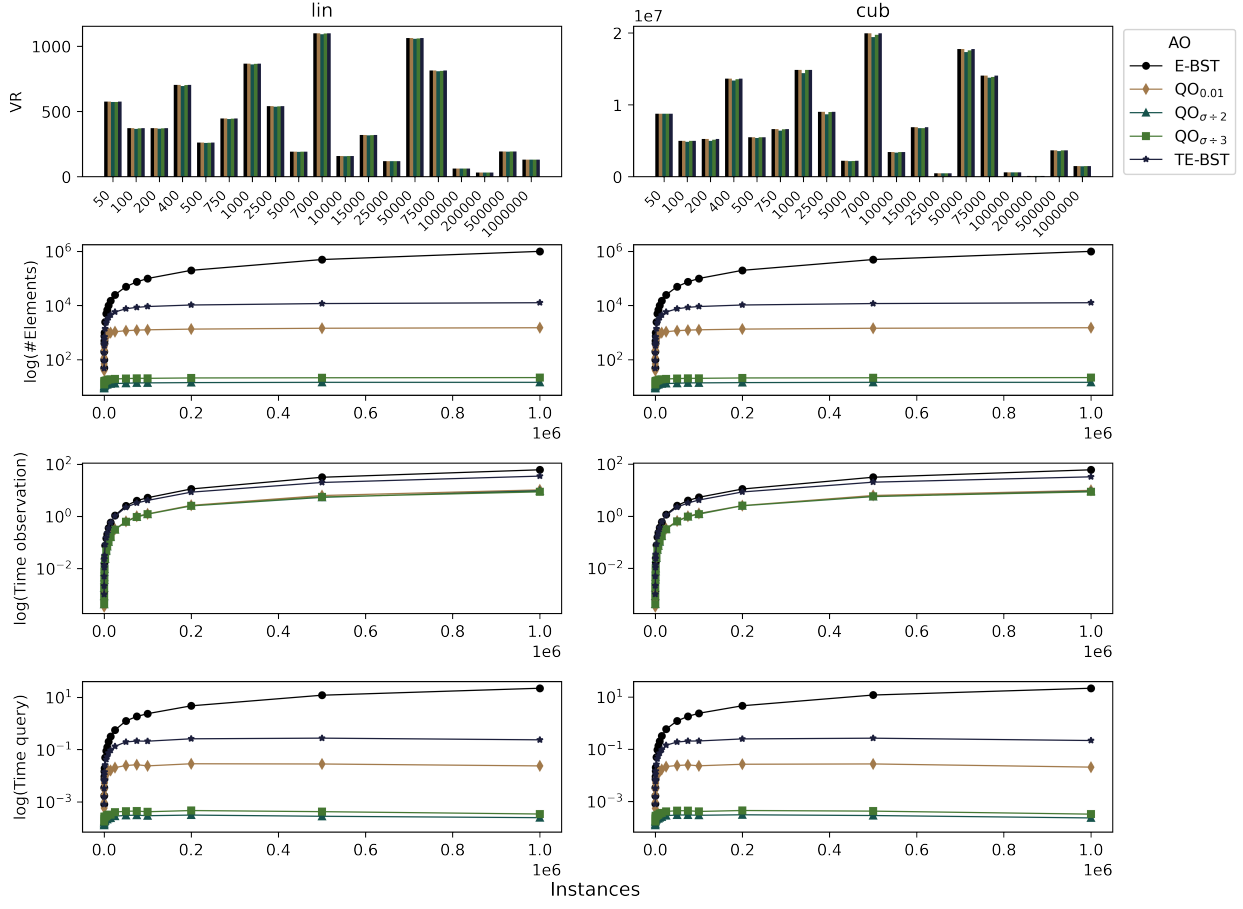 lin
cub
1e7
1000
500
0
VR
2
1
0
50
100
200
400
500
750
1000
2500
5000
7000
10000
15000
25000
50000
75000
100000
200000
500000
1000000
50
100
200
400
500
750
1000
2500
5000
7000
10000
15000
25000
50000
75000
100000
200000
500000
1000000
AO
E-BST
QO0.01
QOσ÷2
QOσ÷3
TE-BST
log(#Elements)
10^6
10^4
10^2
0.0 0.2 0.4 0.6 0.8 1.0
1e6
10^6
10^4
10^2
0.0 0.2 0.4 0.6 0.8 1.0
1e6
log(Time observation)
10^2
10^0
10^−2
0.0 0.2 0.4 0.6 0.8 1.0
1e6
10^2
10^0
10^−2
0.0 0.2 0.4 0.6 0.8 1.0
1e6
log(Time query)
10^1
10^−1
10^−3
0.0 0.2 0.4 0.6 0.8 1.0
1e6
10^1
10^−1
10^−3
0.0 0.2 0.4 0.6 0.8 1.0
1e6
Instances